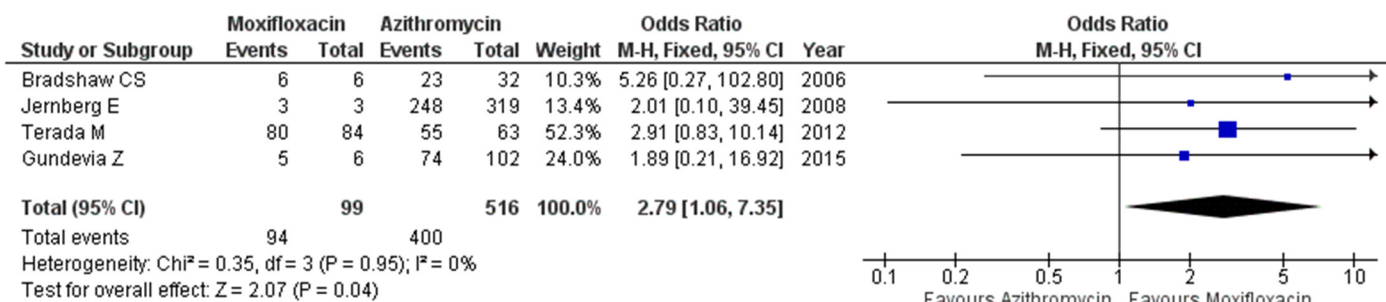 Moxifloxacin Azithromycin Odds Ratio Odds Ratio
Study or Subgroup Events Total Events Total Weight M-H, Fixed, 95% CI Year M-H, Fixed, 95% CI
Bradshaw CS 6 6 23 32 10.3% 5.26 [0.27, 102.80] 2006
Jernberg E 3 3 248 319 13.4% 2.01 [0.10, 39.45] 2008
Terada M 80 84 55 63 52.3% 2.91 [0.83, 10.14] 2012
Gundevia Z 5 6 74 102 24.0% 1.89 [0.21, 16.92] 2015
Total (95% CI) 99 516 100.0% 2.79 [1.06, 7.35]
Total events 94 400
Heterogeneity: Chi² = 0.35, df = 3 (P = 0.95); I² = 0%
Test for overall effect: Z = 2.07 (P = 0.04)
0.1 0.2 0.5 1 2 5 10
Favours Azithromycin Favours Moxifloxacin